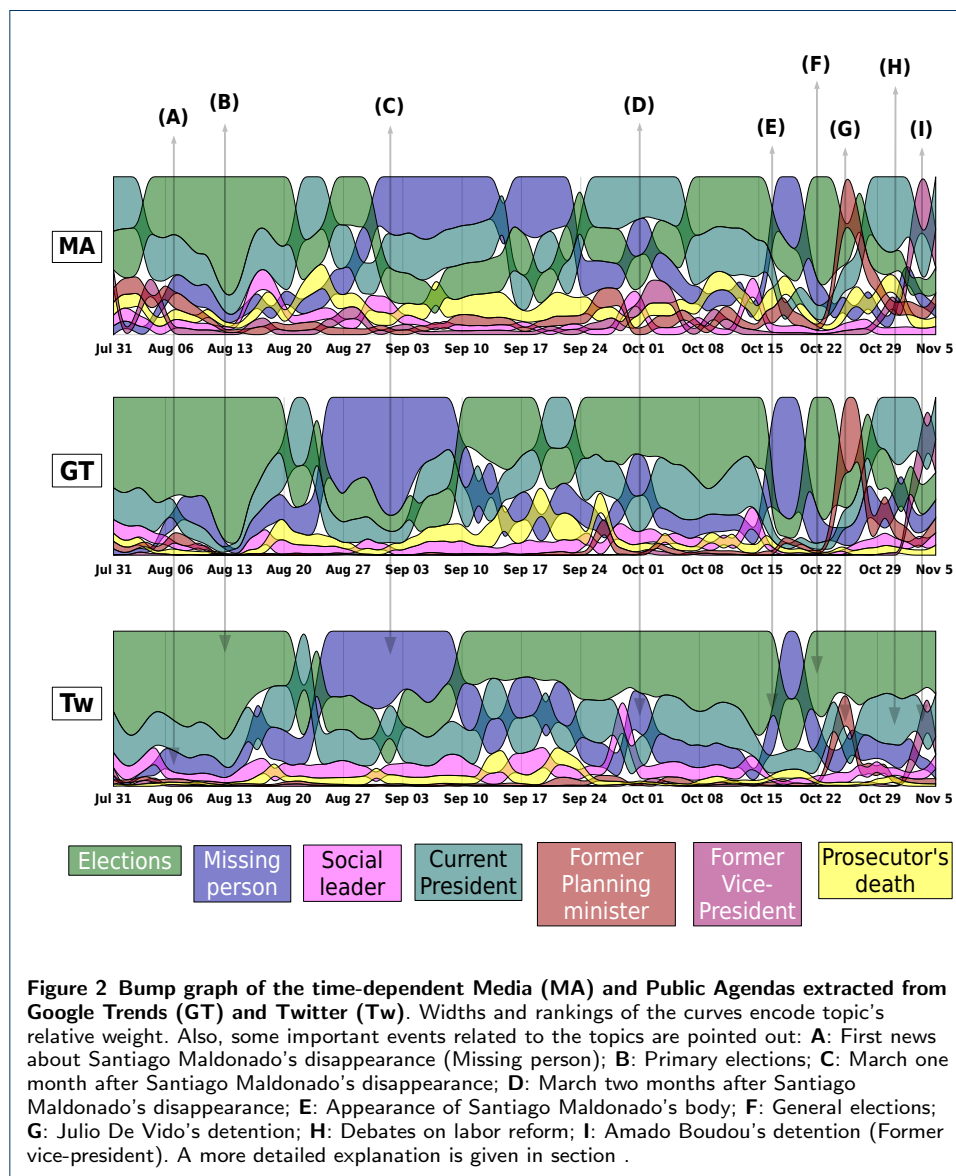 (F)
(H)
(B)
(A)
(C)
(D)
(E)
(G)
(I)
MA
Jul 31 Aug 06 Aug 13 Aug 20 Aug 27 Sep 03 Sep 10 Sep 17 Sep 24 Oct 01 Oct 08 Oct 15 Oct 22 Oct 29 Nov 5
GT
Jul 31 Aug 06 Aug 13 Aug 20 Aug 27 Sep 03 Sep 10 Sep 17 Sep 24 Oct 01 Oct 08 Oct 15 Oct 22 Oct 29 Nov 5
Tw
Jul 31 Aug 06 Aug 13 Aug 20 Aug 27 Sep 03 Sep 10 Sep 17 Sep 24 Oct 01 Oct 08 Oct 15 Oct 22 Oct 29 Nov 5
Elections
Missing
person
Social
leader
Current
President
Former
Planning
minister
Former
Vice-
President
Prosecutor's
death
Figure 2 Bump graph of the time-dependent Media (MA) and Public Agendas extracted from
Google Trends (GT) and Twitter (Tw). Widths and rankings of the curves encode topic's
relative weight. Also, some important events related to the topics are pointed out: A: First news
about Santiago Maldonado's disappearance (Missing person); B: Primary elections; C: March one
month after Santiago Maldonado's disappearance; D: March two months after Santiago
Maldonado's disappearance; E: Appearance of Santiago Maldonado's body; F: General elections;
G: Julio De Vido's detention; H: Debates on labor reform; I: Amado Boudou's detention (Former
vice-president). A more detailed explanation is given in section .